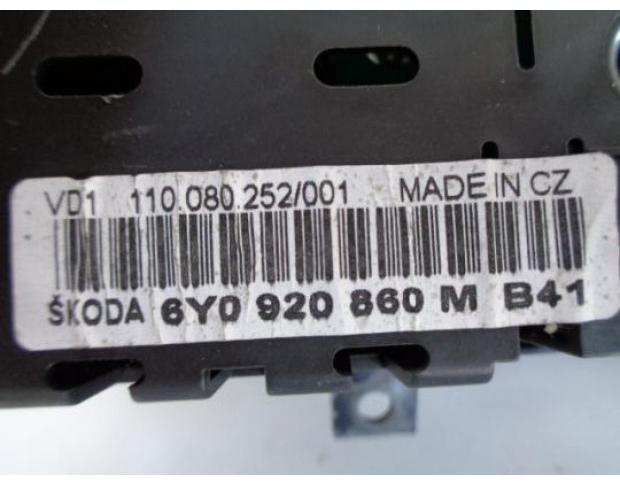 VD1 110.080.252/001 MADE IN CZ
ŠKODA 6Y0 920 860 M B41